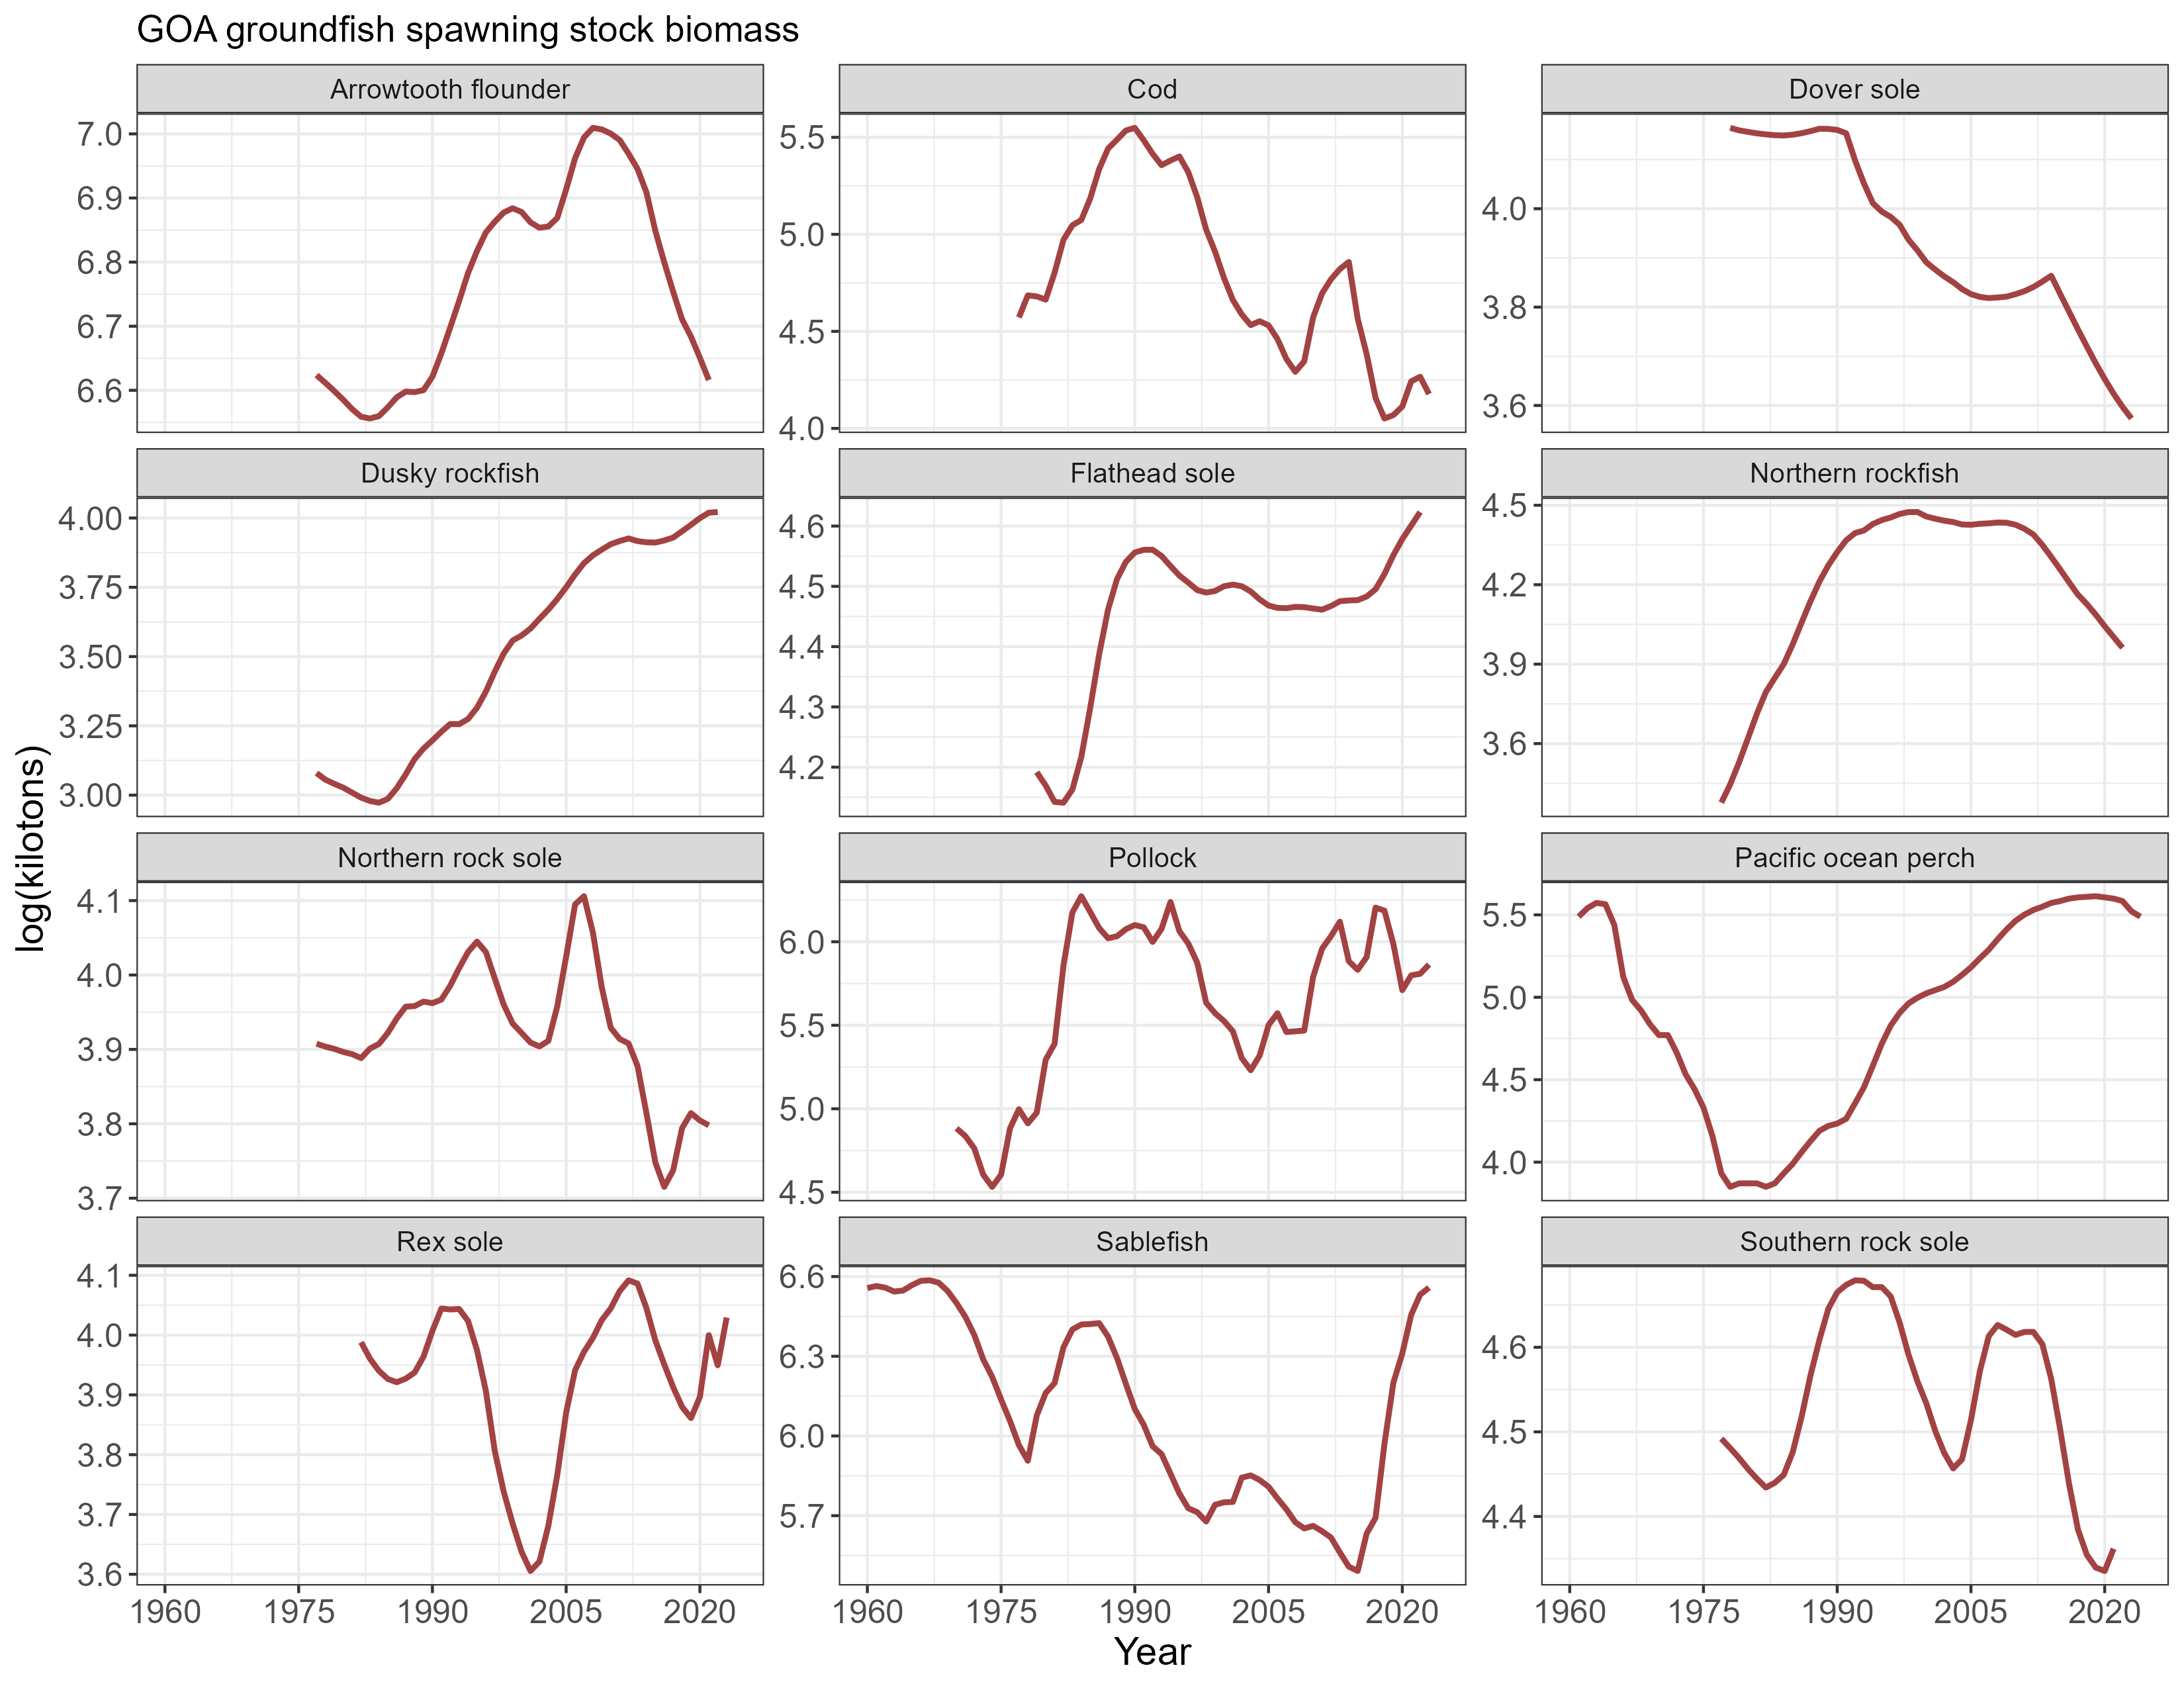 GOA groundfish spawning stock biomass
Arrowtooth flounder
7.0
6.9
6.8
6.7
6.6
Cod
5.5
5.0
4.5
4.0
Dover sole
4.0
3.8
3.6
Dusky rockfish
4.00
3.75
3.50
3.25
3.00
Flathead sole
4.6
4.5
4.4
4.3
4.2
Northern rockfish
4.5
4.2
3.9
3.6
Northern rock sole
4.1
4.0
3.9
3.8
3.7
Pollock
6.0
5.5
5.0
4.5
Pacific ocean perch
5.5
5.0
4.5
4.0
Rex sole
4.1
4.0
3.9
3.8
3.7
3.6
Sablefish
6.6
6.3
6.0
5.7
Southern rock sole
4.6
4.5
4.4
1960 1975 1990 2005 2020
1960 1975 1990 2005 2020
1960 1975 1990 2005 2020
Year
log(kilotons)